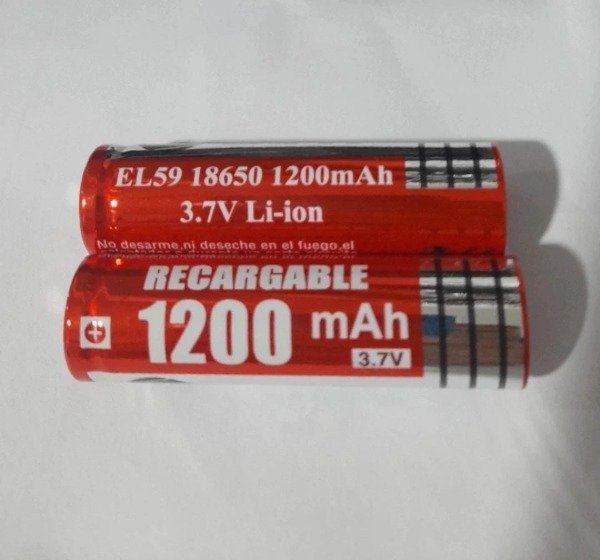 EL59 18650 1200mAh
3.7V Li-ion
No desarme,ni deseche en el fuego,el
RECARGABLE
+
1200 mAh
3.7V